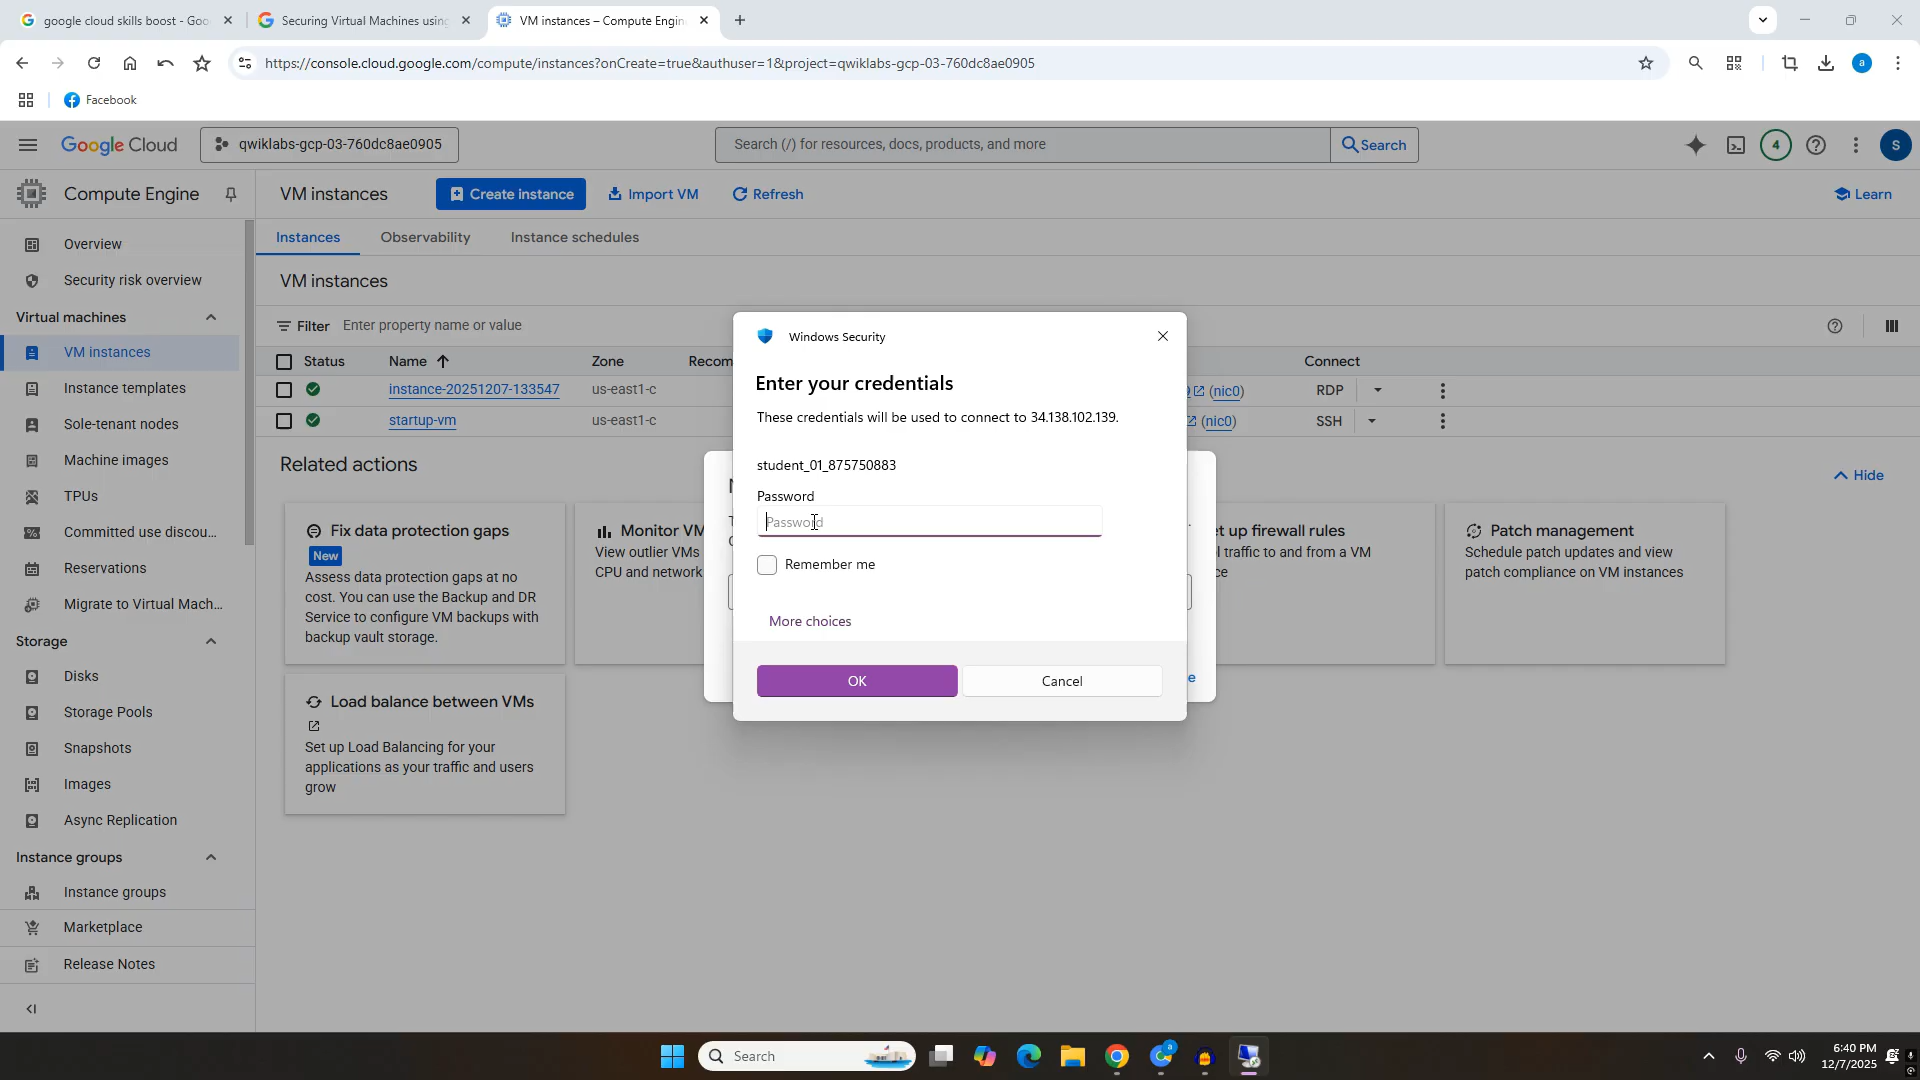 google cloud skills boost - Goo
Securing Virtual Machines using
VM instances – Compute Engin
https://console.cloud.google.com/compute/instances?onCreate=true&authuser=1&project=qwiklabs-gcp-03-760dc8ae0905
a
Facebook
Google Cloud
qwiklabs-gcp-03-760dc8ae0905
Search (/) for resources, docs, products, and more
Search
4
S
Compute Engine
VM instances
Create instance
Import VM
Refresh
Learn
Overview
Security risk overview
Virtual machines
VM instances
Instance templates
Sole-tenant nodes
Machine images
TPUs
Committed use discou...
Reservations
Migrate to Virtual Mach...
Storage
Disks
Storage Pools
Snapshots
Images
Async Replication
Instance groups
Instance groups
Marketplace
Release Notes
Instances
Observability
Instance schedules
VM instances
Filter
Enter property name or value
Status
Name
Zone
Recom
Connect
instance-20251207-133547
us-east1-c
(nic0)
RDP
startup-vm
us-east1-c
(nic0)
SSH
Related actions
Hide
Fix data protection gaps
New
Assess data protection gaps at no
cost. You can use the Backup and DR
Service to configure VM backups with
backup vault storage.
Monitor VM
View outlier VMs
CPU and network
et up firewall rules
l traffic to and from a VM
ce
Patch management
Schedule patch updates and view
patch compliance on VM instances
Load balance between VMs
Set up Load Balancing for your
applications as your traffic and users
grow
Windows Security
Enter your credentials
These credentials will be used to connect to 34.138.102.139.
student_01_875750883
Password
Password
Remember me
More choices
OK
Cancel
Search
6:40 PM
12/7/2025